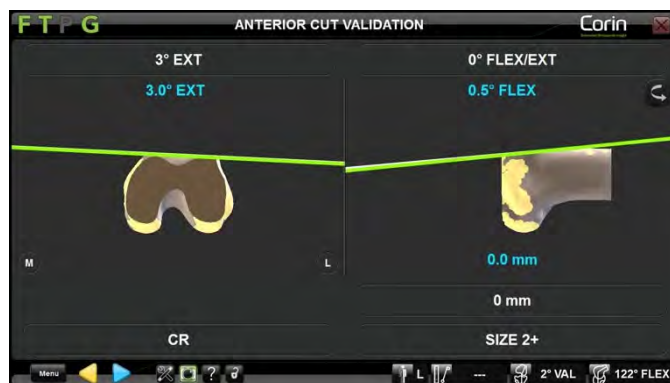 F T P G
ANTERIOR CUT VALIDATION
Corin
3° EXT
0° FLEX/EXT
3.0° EXT
0.5° FLEX
M
L
0.0 mm
0 mm
CR
SIZE 2+
Menu
?
L
---
2° VAL
122° FLEX